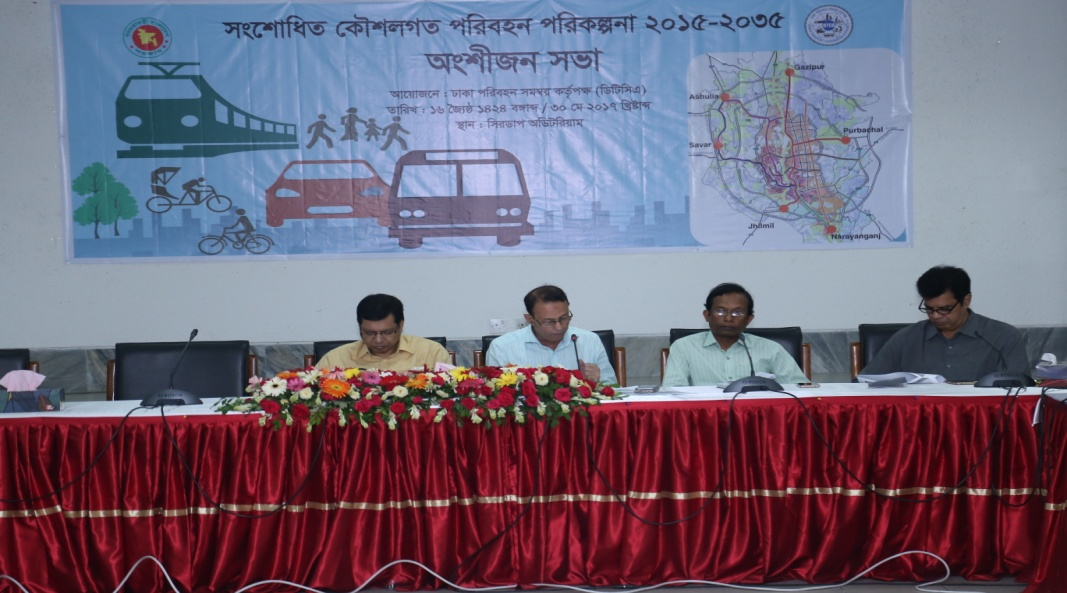 সংশোধিত কৌশলগত পরিবহন পরিকল্পনা ২০১৫-২০৩৫
অংশীজন সভা
আয়োজনে : ঢাকা পরিবহন সমন্বয় কর্তৃপক্ষ (ডিটিসিএ)
তারিখ : ১৬ জ্যৈষ্ঠ ১৪২৪ বঙ্গাব্দ / ৩০ মে ২০১৭ খ্রিষ্টাব্দ
স্থান : সিরডাপ অডিটরিয়াম
Gazipur
Ashulia
Purbachal
Savar
Jhilmil
Narayanganj